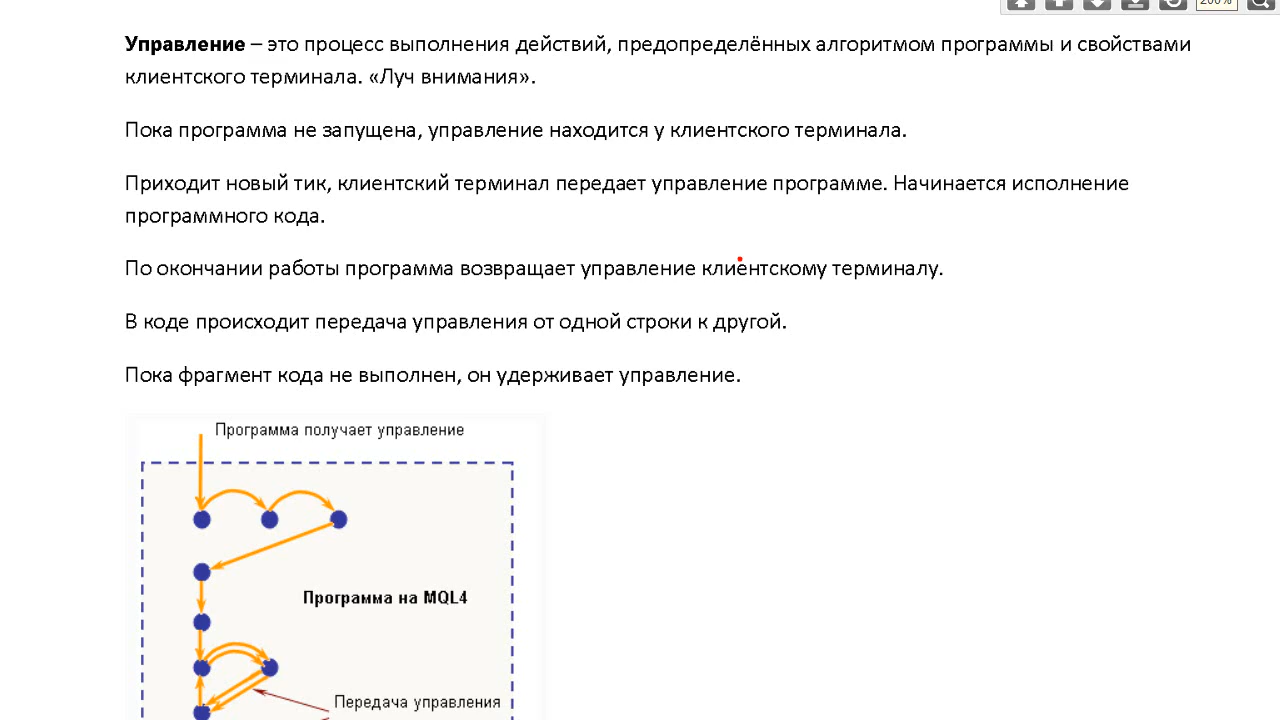 200%
Управление – это процесс выполнения действий, предопределённых алгоритмом программы и свойствами
клиентского терминала. «Луч внимания».
Пока программа не запущена, управление находится у клиентского терминала.
Приходит новый тик, клиентский терминал передает управление программе. Начинается исполнение
программного кода.
По окончании работы программа возвращает управление клиентскому терминалу.
В коде происходит передача управления от одной строки к другой.
Пока фрагмент кода не выполнен, он удерживает управление.
Программа получает управление
Программа на MQL4
Передача управления